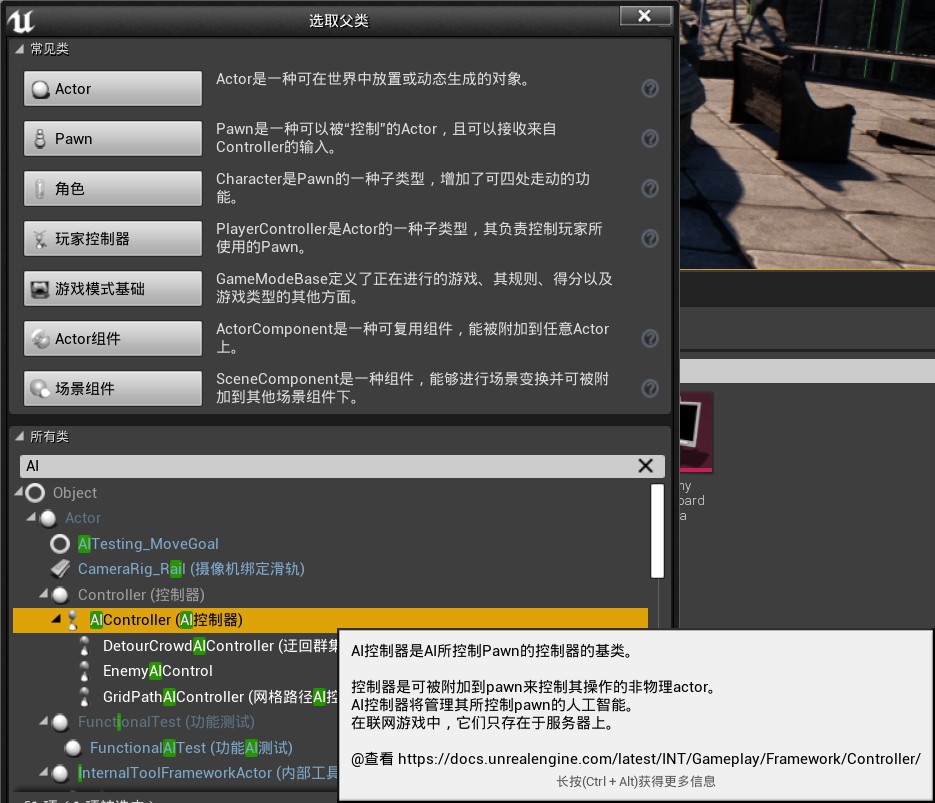 选取父类
常见类
Actor
Actor是一种可在世界中放置或动态生成的对象。
Pawn
Pawn是一种可以被“控制”的Actor，且可以接收来自
Controller的输入。
角色
Character是Pawn的一种子类型，增加了可四处走动的功
能。
玩家控制器
PlayerController是Actor的一种子类型，其负责控制玩家所
使用的Pawn。
游戏模式基础
GameModeBase定义了正在进行的游戏、其规则、得分以及
游戏类型的其他方面。
Actor组件
ActorComponent是一种可复用组件，能被附加到任意Actor
上。
场景组件
SceneComponent是一种组件，能够进行场景变换并可被附
加到其他场景组件下。
所有类
AI
Object
Actor
AITesting_MoveGoal
CameraRig_Rail (摄像机绑定滑轨)
Controller (控制器)
AIController (AI控制器)
DetourCrowdAIController (迂回群集
EnemyAIControl
GridPathAIController (网格路径AI控
FunctionalTest (功能测试)
FunctionalAITest (功能AI测试)
InternalToolFrameworkActor (内部工具
AI控制器是AI所控制Pawn的控制器的基类。
控制器是可被附加到pawn来控制其操作的非物理actor。
AI控制器将管理其所控制pawn的人工智能。
在联网游戏中，它们只存在于服务器上。
@查看 https://docs.unrealengine.com/latest/INT/Gameplay/Framework/Controller/
长按(Ctrl + Alt)获得更多信息